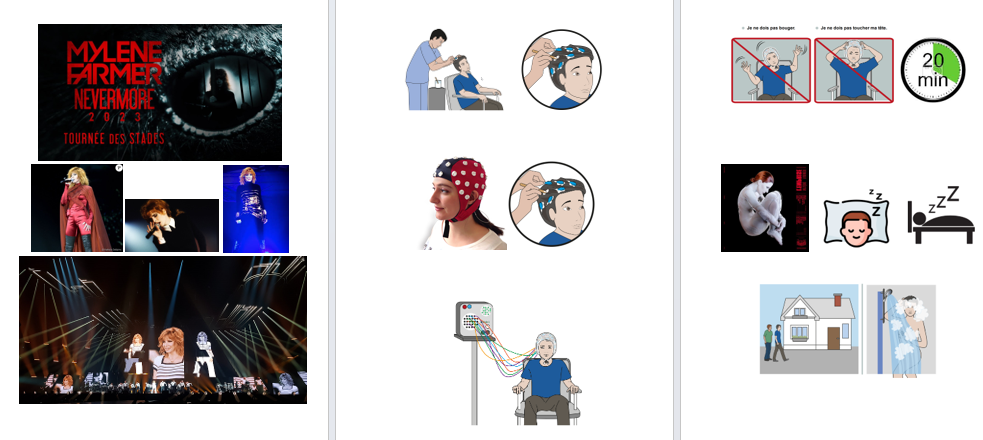 MYLENE
FARMER
NEVERMORE
2023
TOURNÉE DES STADES
Je ne dois pas bouger.
Je ne dois pas toucher ma tête.
20
min
z
z
Z
z
Z
Z
Z